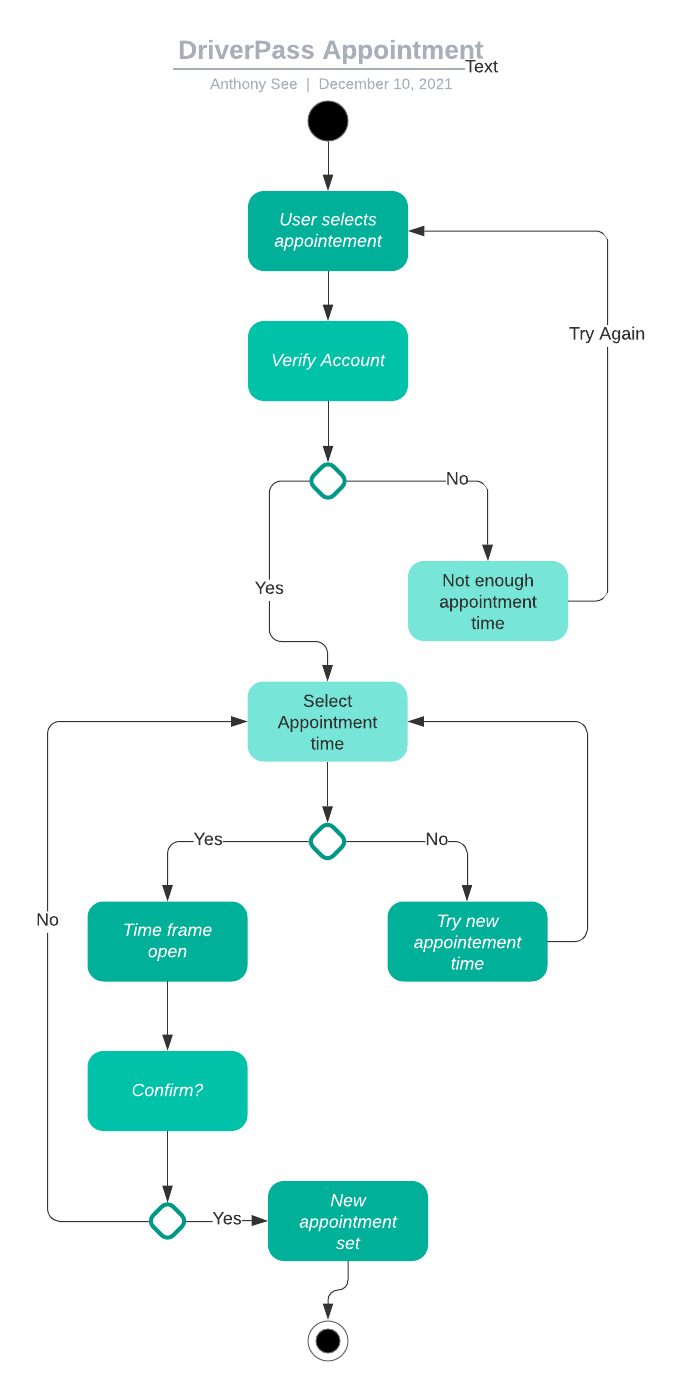 DriverPass Appointment
Text
Anthony See | December 10, 2021
User selects
appointement
Try Again
Verify Account
No
Yes
Not enough
appointment
time
Select
Appointment
time
Yes
No
No
Time frame
open
Try new
appointement
time
Confirm?
Yes
New
appointment
set